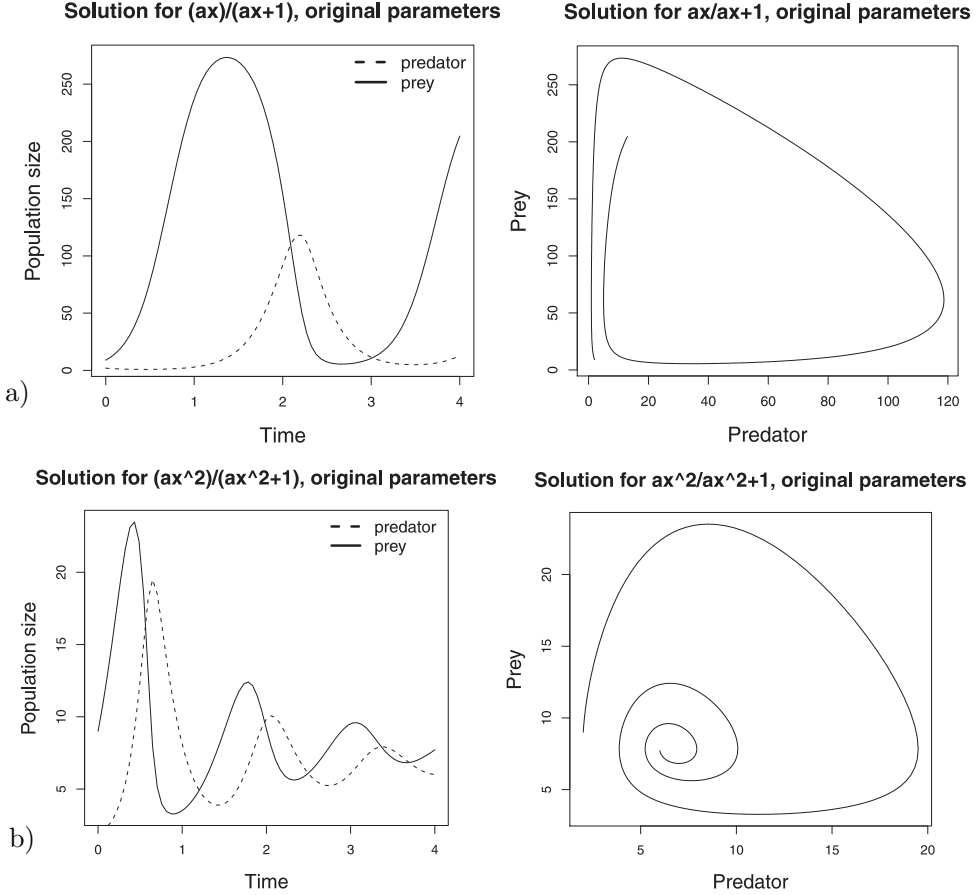 Solution for (ax)/(ax+1), original parameters
predator
prey
Population size
250
200
150
100
50
0
0 1 2 3 4
Time
a)
Solution for ax/ax+1, original parameters
Prey
250
200
150
100
50
0
0 20 40 60 80 100 120
Predator
Solution for (ax^2)/(ax^2+1), original parameters
predator
prey
Population size
20
15
10
5
0 1 2 3 4
Time
b)
Solution for ax^2/ax^2+1, original parameters
Prey
20
15
10
5
5 10 15 20
Predator